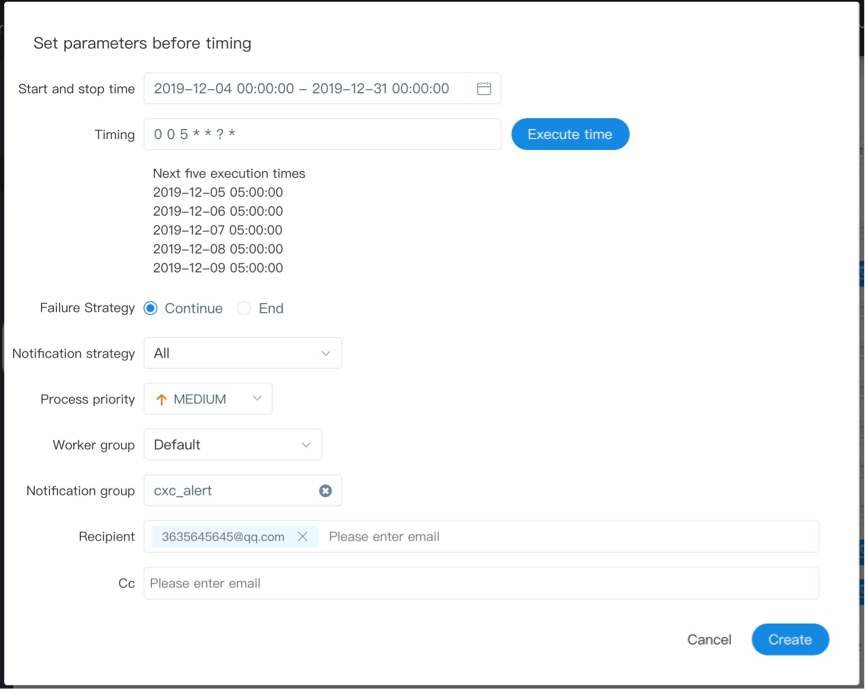 Set parameters before timing
Start and stop time 2019-12-04 00:00:00 - 2019-12-31 00:00:00
Timing 0 0 5 * * ? * Execute time
Next five execution times
2019-12-05 05:00:00
2019-12-06 05:00:00
2019-12-07 05:00:00
2019-12-08 05:00:00
2019-12-09 05:00:00
Failure Strategy Continue End
Notification strategy All
Process priority MEDIUM
Worker group Default
Notification group cxc_alert
Recipient 3635645645@qq.com Please enter email
Cc Please enter email
Cancel Create